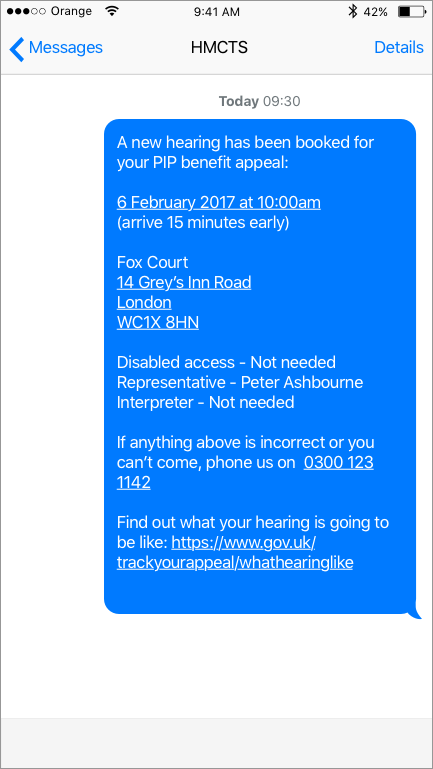 Orange 9:41 AM 42%
Messages HMCTS Details
Today 09:30
A new hearing has been booked for
your PIP benefit appeal:
6 February 2017 at 10:00am
(arrive 15 minutes early)
Fox Court
14 Grey’s Inn Road
London
WC1X 8HN
Disabled access - Not needed
Representative - Peter Ashbourne
Interpreter - Not needed
If anything above is incorrect or you
can’t come, phone us on 0300 123
1142
Find out what your hearing is going to
be like: https://www.gov.uk/
trackyourappeal/whathearinglike